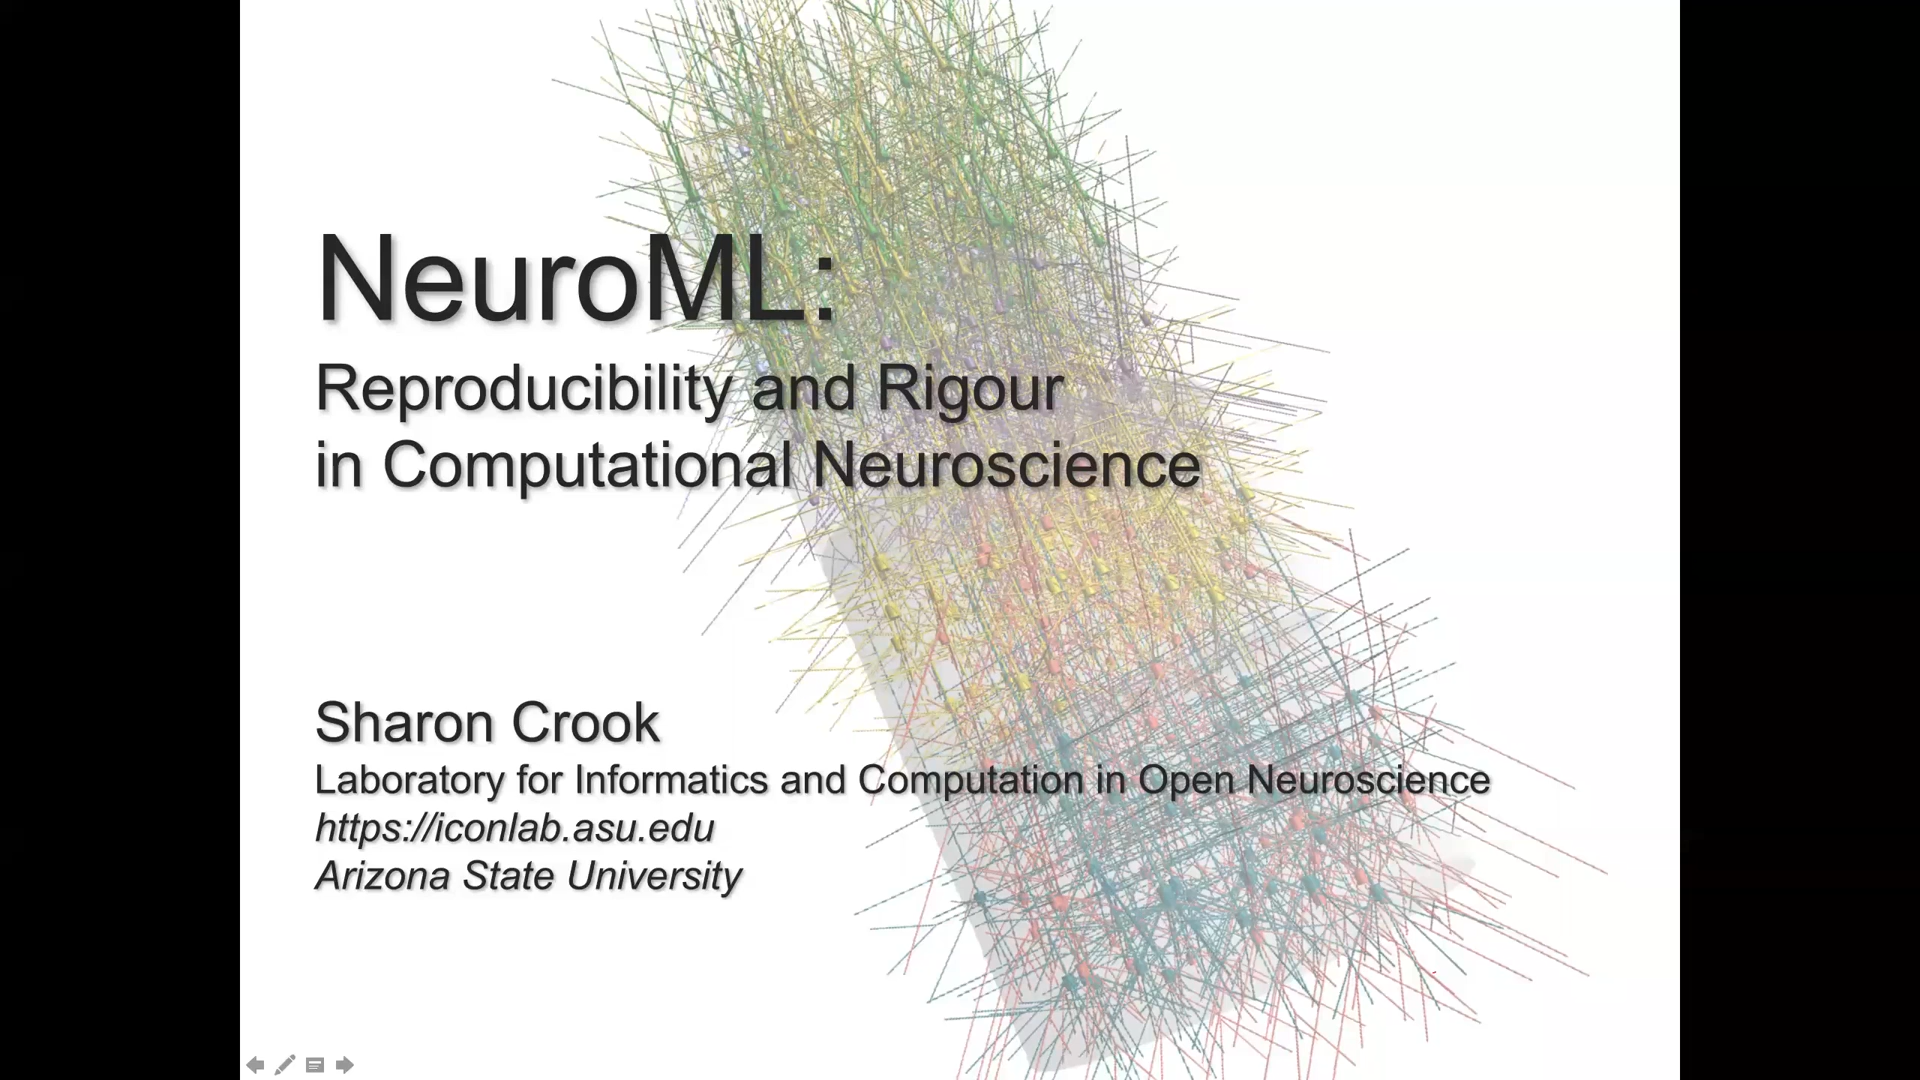 NeuroML:
Reproducibility and Rigour
in Computational Neuroscience
Sharon Crook
Laboratory for Informatics and Computation in Open Neuroscience
https://iconlab.asu.edu
Arizona State University